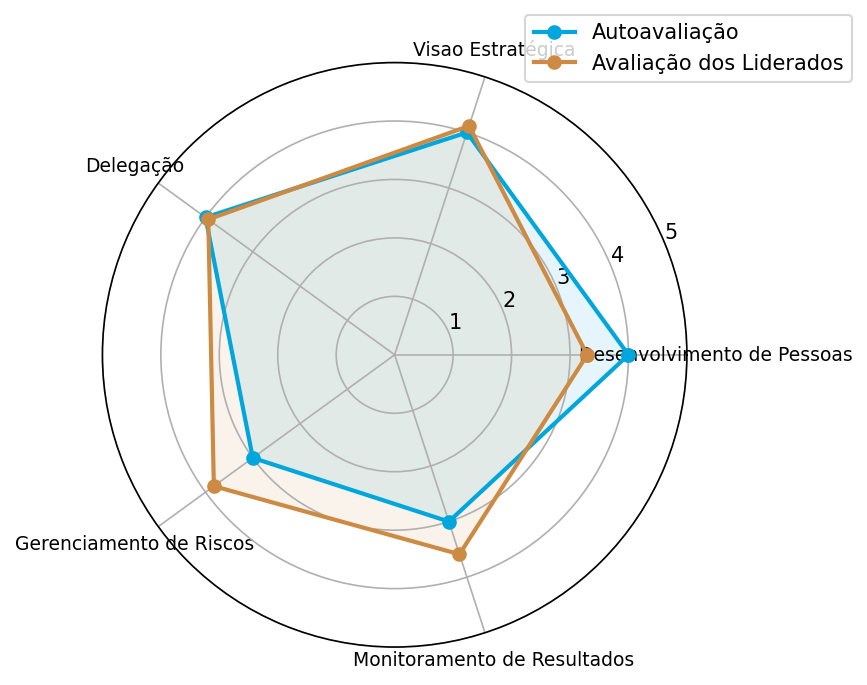 Autoavaliação
Avaliação dos Liderados
Visao Estratégica
Delegação
5
4
3
2
1
Desenvolvimento de Pessoas
Gerenciamento de Riscos
Monitoramento de Resultados